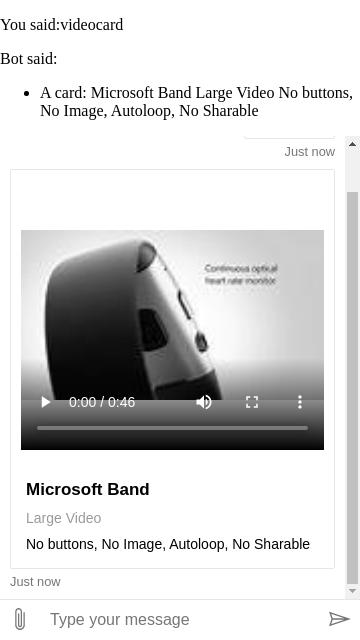 You said:videocard
Bot said:
A card: Microsoft Band Large Video No buttons,
No Image, Autoloop, No Sharable
Just now
Continuous optical
heart rate monitor
0:00 / 0:46
Microsoft Band
Large Video
No buttons, No Image, Autoloop, No Sharable
Just now
Type your message